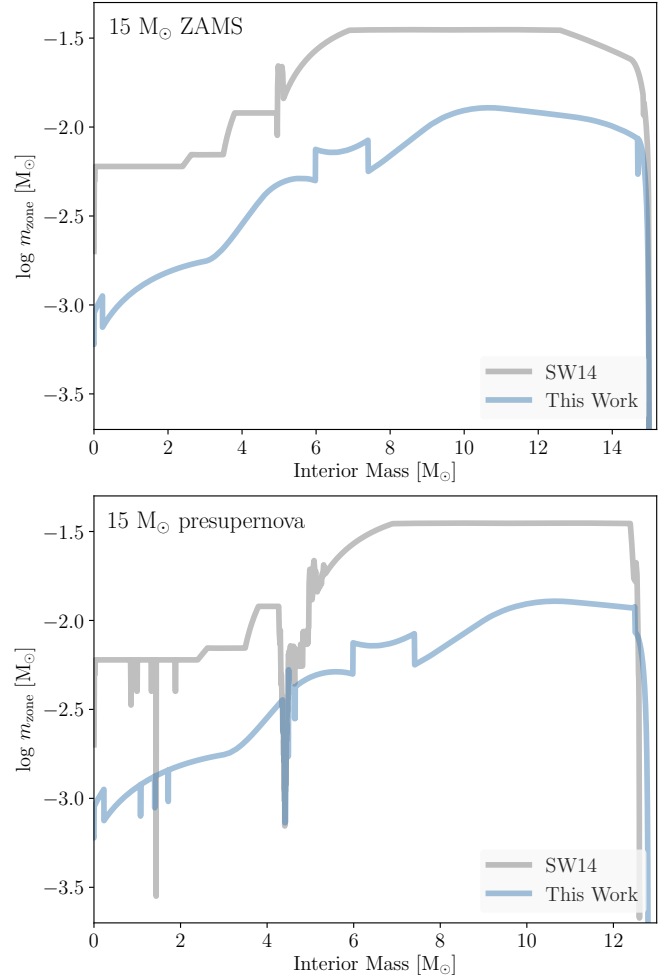 15 M⊙ ZAMS
log m_zone [M⊙]
−1.5
−2.0
−2.5
−3.0
−3.5
SW14
This Work
0 2 4 6 8 10 12 14
Interior Mass [M⊙]
15 M⊙ presupernova
log m_zone [M⊙]
−1.5
−2.0
−2.5
−3.0
−3.5
SW14
This Work
0 2 4 6 8 10 12
Interior Mass [M⊙]